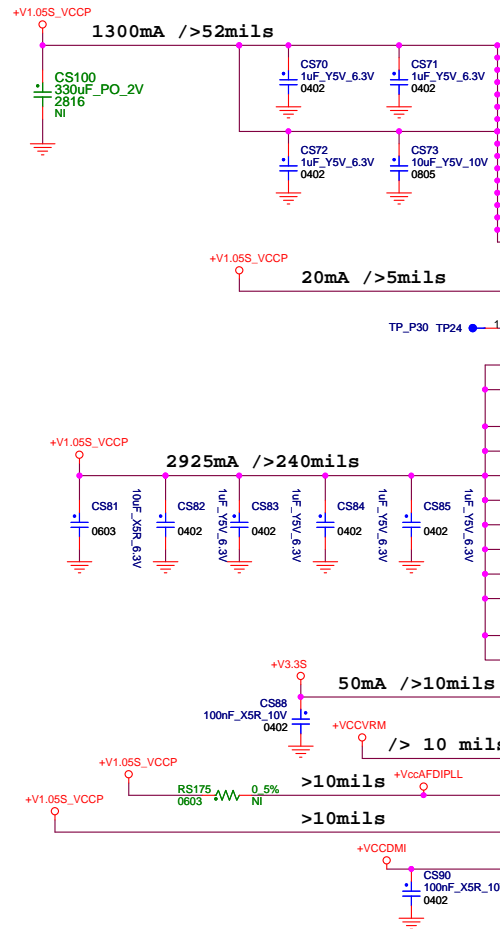 +V1.05S_VCCP
1300mA />52mils
CS100
330uF_PO_2V
2816
NI
CS70
1uF_Y5V_6.3V
0402
CS71
1uF_Y5V_6.3V
0402
CS72
1uF_Y5V_6.3V
0402
CS73
10uF_Y5V_10V
0805
+V1.05S_VCCP
20mA />5mils
TP_P30 TP24
1
+V1.05S_VCCP
2925mA />240mils
CS81
0603
10uF_X5R_6.3V
CS82
0402
1uF_Y5V_6.3V
CS83
0402
1uF_Y5V_6.3V
CS84
0402
1uF_Y5V_6.3V
CS85
0402
1uF_Y5V_6.3V
+V3.3S
50mA />10mils
CS88
100nF_X5R_10V
0402
+VCCVRM
/> 10 mils
+V1.05S_VCCP
RS175
0603
0_5%
NI
>10mils
+VccAFDIPLL
+V1.05S_VCCP
>10mils
+VCCDMI
CS90
100nF_X5R_10
0402